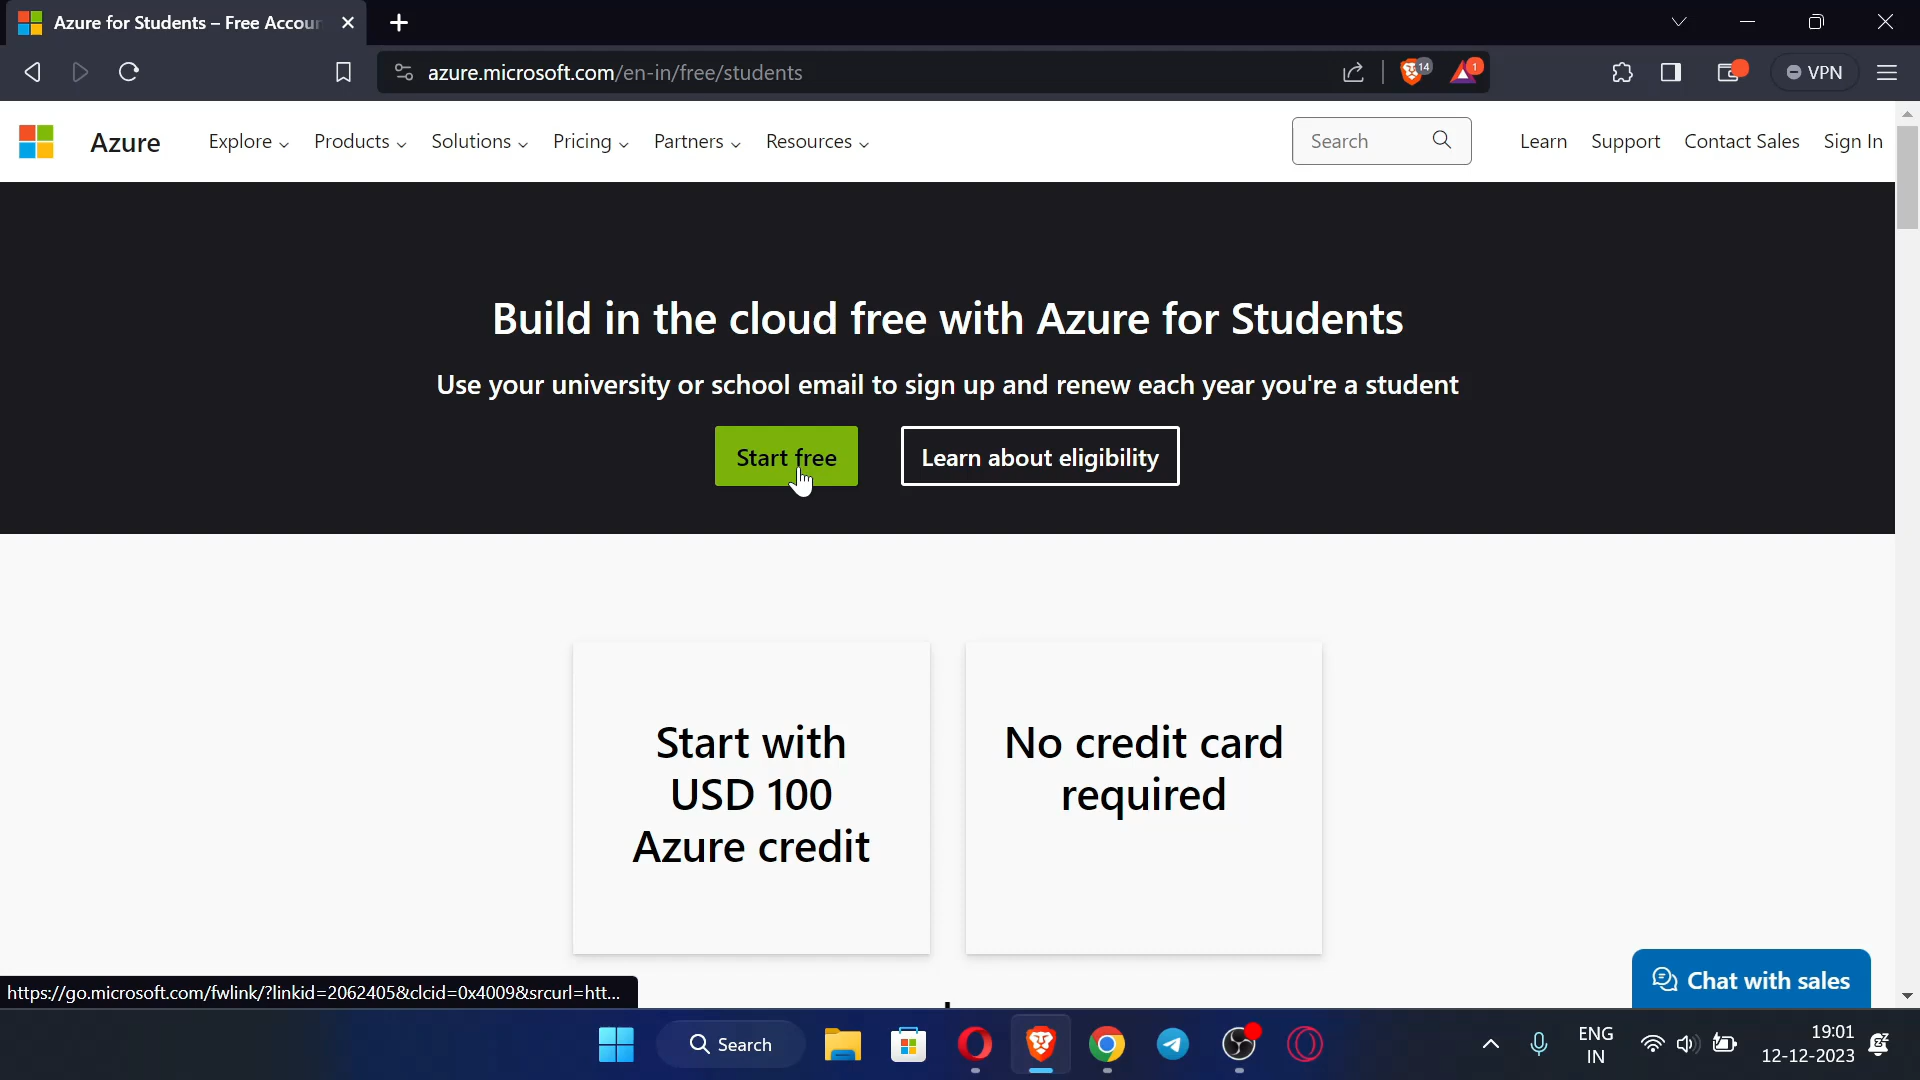 Azure for Students – Free Accour
azure.microsoft.com/en-in/free/students
14
1
VPN
Azure
Explore
Products
Solutions
Pricing
Partners
Resources
Search
Learn
Support
Contact Sales
Sign In
Build in the cloud free with Azure for Students
Use your university or school email to sign up and renew each year you're a student
Start free
Learn about eligibility
Start with
USD 100
Azure credit
No credit card
required
Chat with sales
https://go.microsoft.com/fwlink/?linkid=2062405&clcid=0x4009&srcurl=htt...
Search
ENG
IN
19:01
12-12-2023